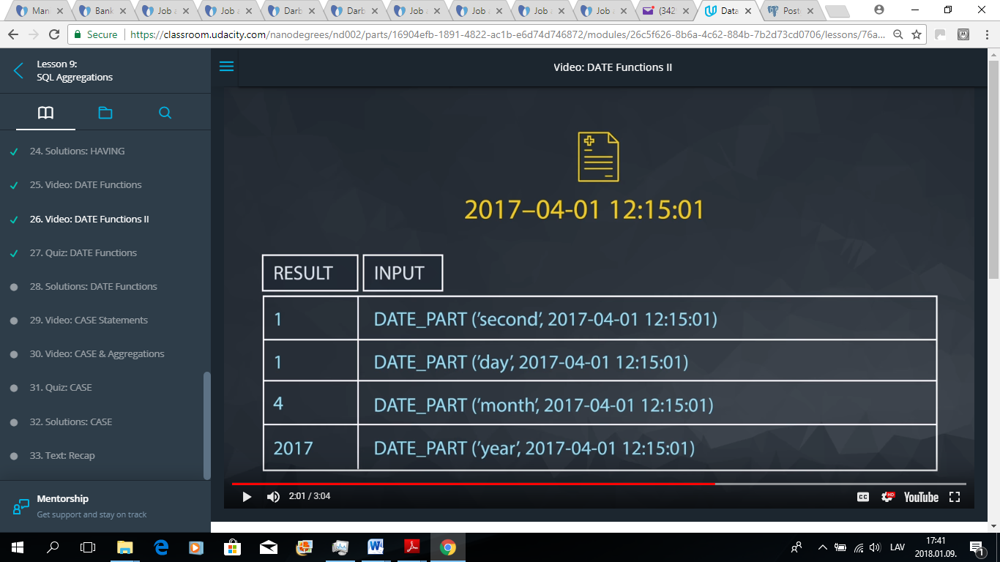 Man
Bank
Job a
Job a
Darb
Darb
Job a
Job a
Job a
Job a
(342
Data
Post
Secure
https://classroom.udacity.com/nanodegrees/nd002/parts/16904efb-1891-4822-ac1b-e6d74d746872/modules/26c5f626-8b6a-4c62-884b-7b2d73cd0706/lessons/76a...
Lesson 9:
SQL Aggregations
Video: DATE Functions II
24. Solutions: HAVING
25. Video: DATE Functions
26. Video: DATE Functions II
27. Quiz: DATE Functions
28. Solutions: DATE Functions
29. Video: CASE Statements
30. Video: CASE & Aggregations
31. Quiz: CASE
32. Solutions: CASE
33. Text: Recap
Mentorship
Get support and stay on track
2017–04-01 12:15:01
RESULT INPUT
1 DATE_PART (’second’, 2017-04-01 12:15:01)
1 DATE_PART (’day’, 2017-04-01 12:15:01)
4 DATE_PART (’month’, 2017-04-01 12:15:01)
2017 DATE_PART (’year’, 2017-04-01 12:15:01)
2:01 / 3:04
CC
HD
YouTube
LAV
17:41
2018.01.09.
1